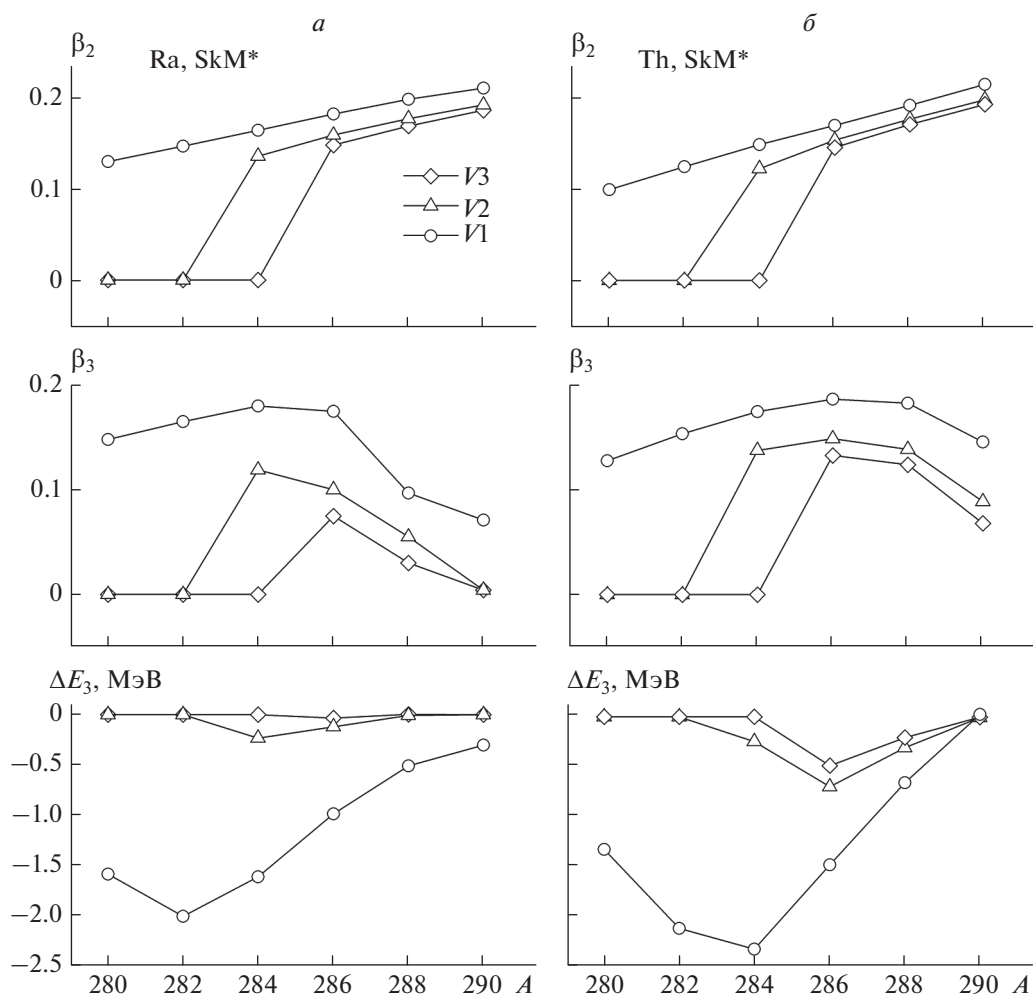 а б
β2 β2
Ra, SkM* Th, SkM*
0.2
0.1
0
V3
V2
V1
β3 β3
0.2
0.1
0
ΔE3, МэВ ΔE3, МэВ
0
−0.5
−1.0
−1.5
−2.0
−2.5
280 282 284 286 288 290 A 280 282 284 286 288 290 A